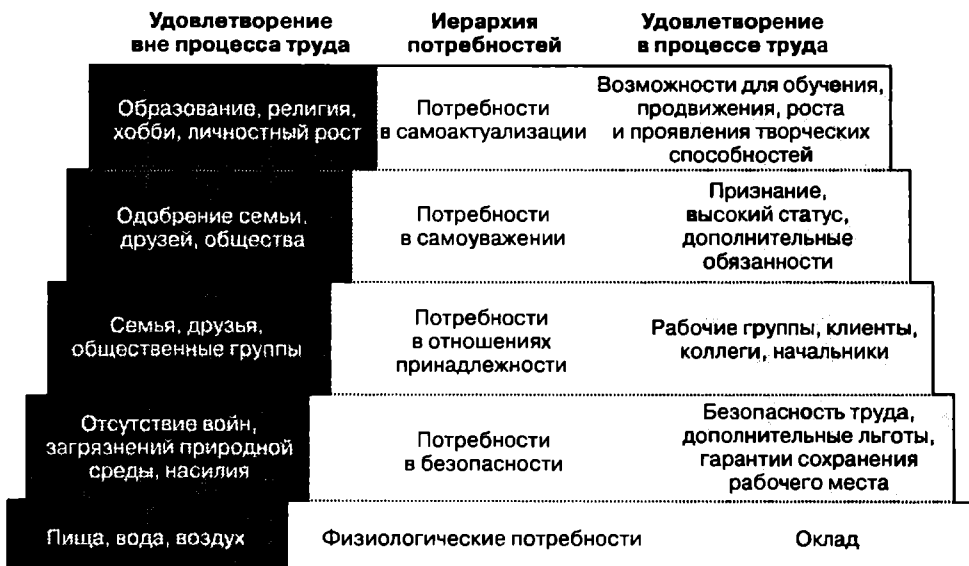 Удовлетворение
вне процесса труда
Иерархия
потребностей
Удовлетворение
в процессе труда
Образование, религия,
хобби, личностный рост
Потребности
в самоактуализации
Возможности для обучения,
продвижения, роста
и проявления творческих
способностей
Одобрение семьи,
друзей, общества
Потребности
в самоуважении
Признание,
высокий статус,
дополнительные
обязанности
Семья, друзья,
общественные группы
Потребности
в отношениях
принадлежности
Рабочие группы, клиенты,
коллеги, начальники
Отсутствие войн,
загрязнений природной
среды, насилия
Потребности
в безопасности
Безопасность труда,
дополнительные льготы,
гарантии сохранения
рабочего места
Пища, вода, воздух
Физиологические потребности
Оклад